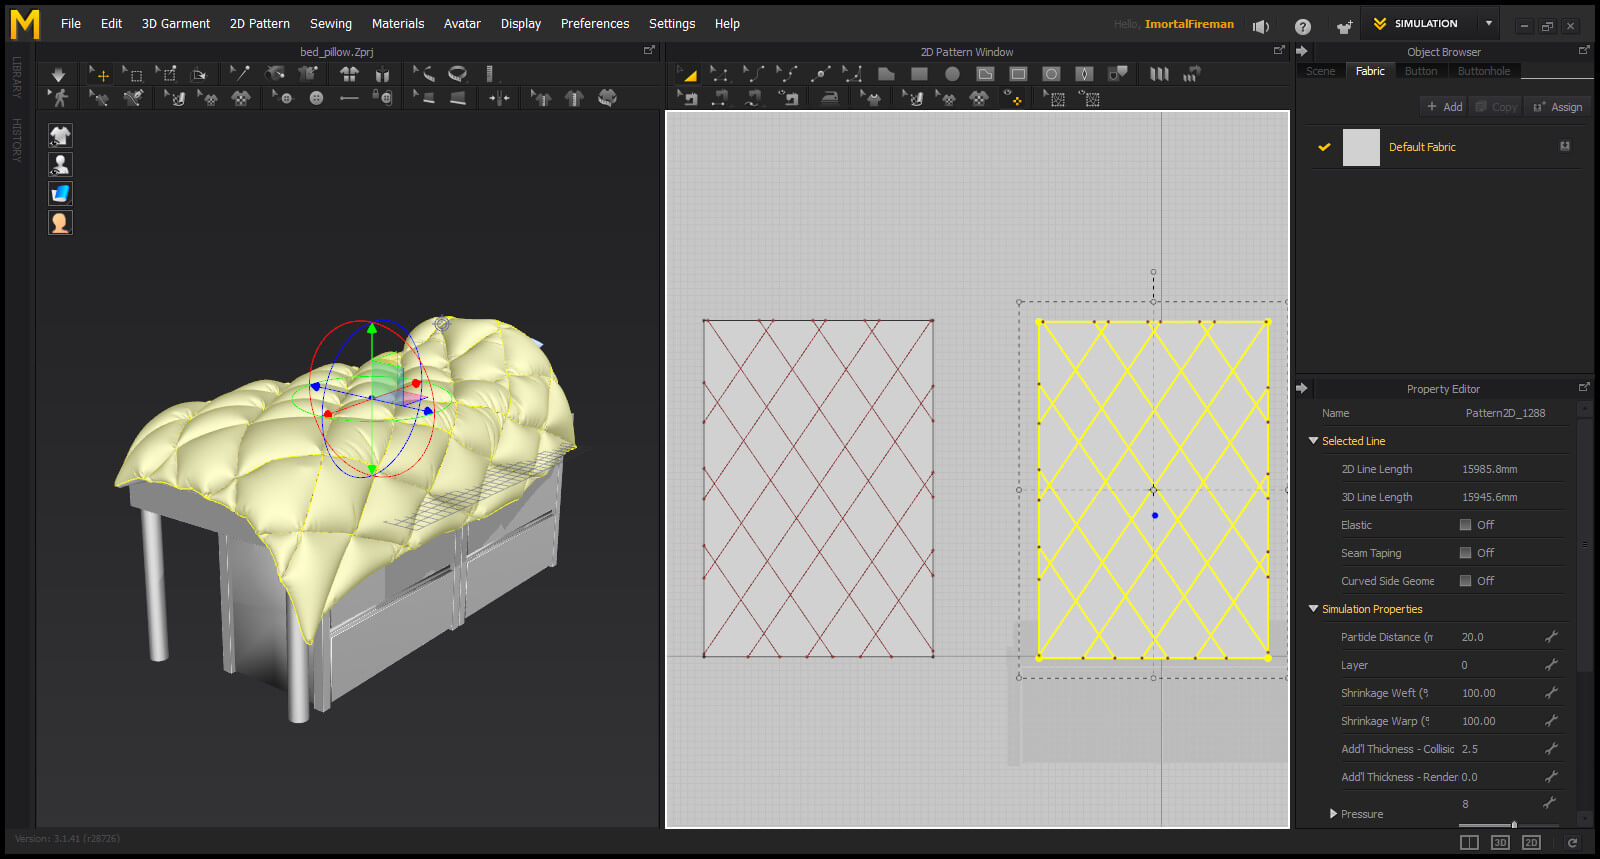 M File Edit 3D Garment 2D Pattern Sewing Materials Avatar Display Preferences Settings Help Hello, ImortalFireman ? SIMULATION
bed_pillow.Zprj
2D Pattern Window
Object Browser
LIBRARY
HISTORY
Scene Fabric Button Buttonhole
+ Add Copy Assign
Default Fabric
Property Editor
Name Pattern2D_1288
Selected Line
2D Line Length 15985.8mm
3D Line Length 15945.6mm
Elastic Off
Seam Taping Off
Curved Side Geome Off
Simulation Properties
Particle Distance (m 20.0
Layer 0
Shrinkage Weft (% 100.00
Shrinkage Warp (% 100.00
Add'l Thickness - Collisic 2.5
Add'l Thickness - Render 0.0
Pressure 8
Version: 3.1.41 (r28726)
3D 2D